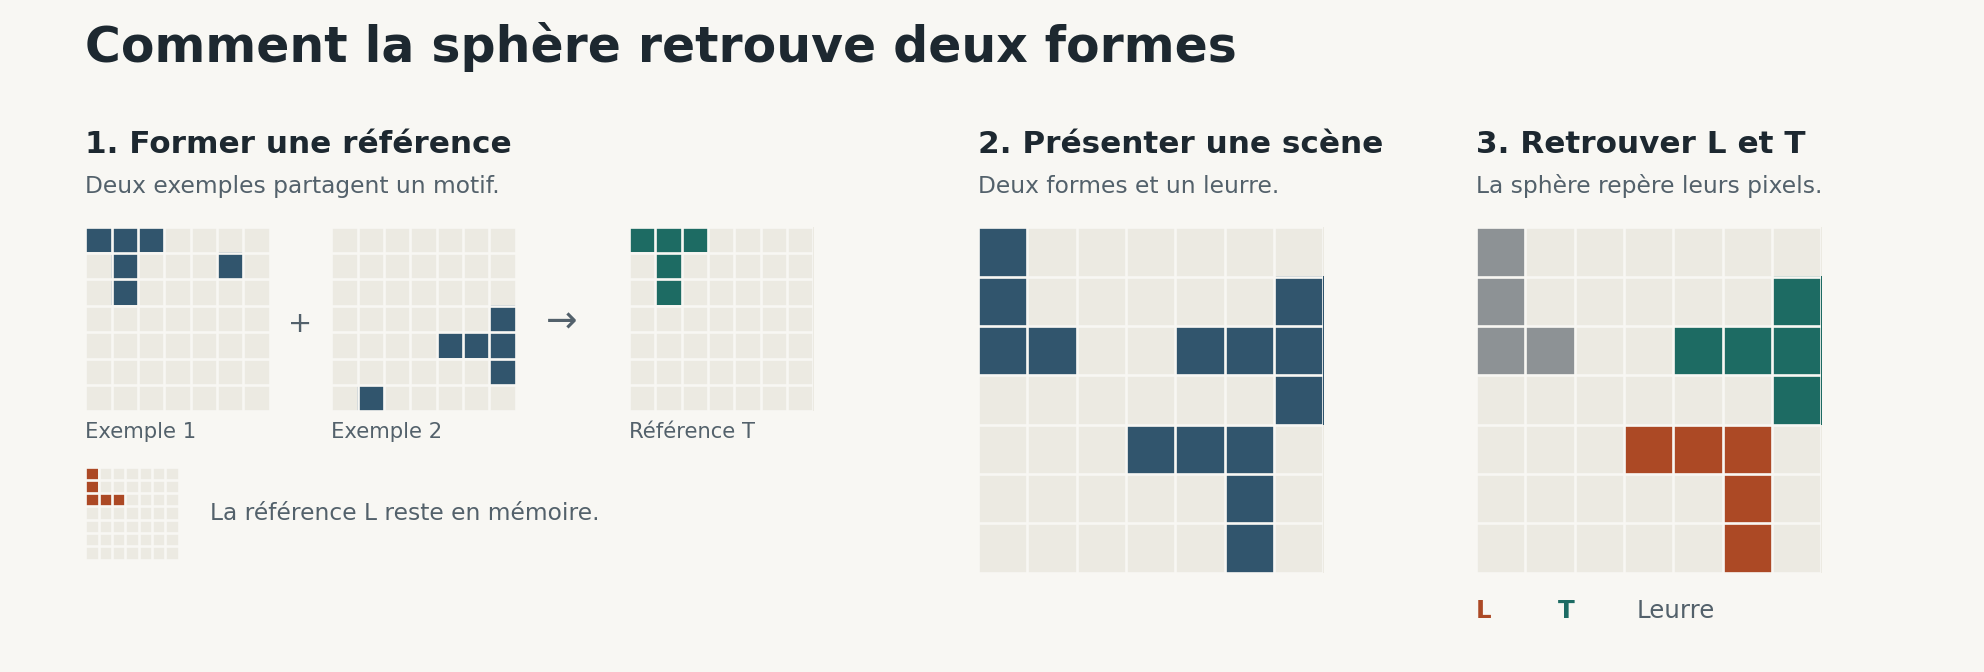 Comment la sphère retrouve deux formes
1. Former une référence
Deux exemples partagent un motif.
+
→
Exemple 1
Exemple 2
Référence T
La référence L reste en mémoire.
2. Présenter une scène
Deux formes et un leurre.
3. Retrouver L et T
La sphère repère leurs pixels.
L T Leurre